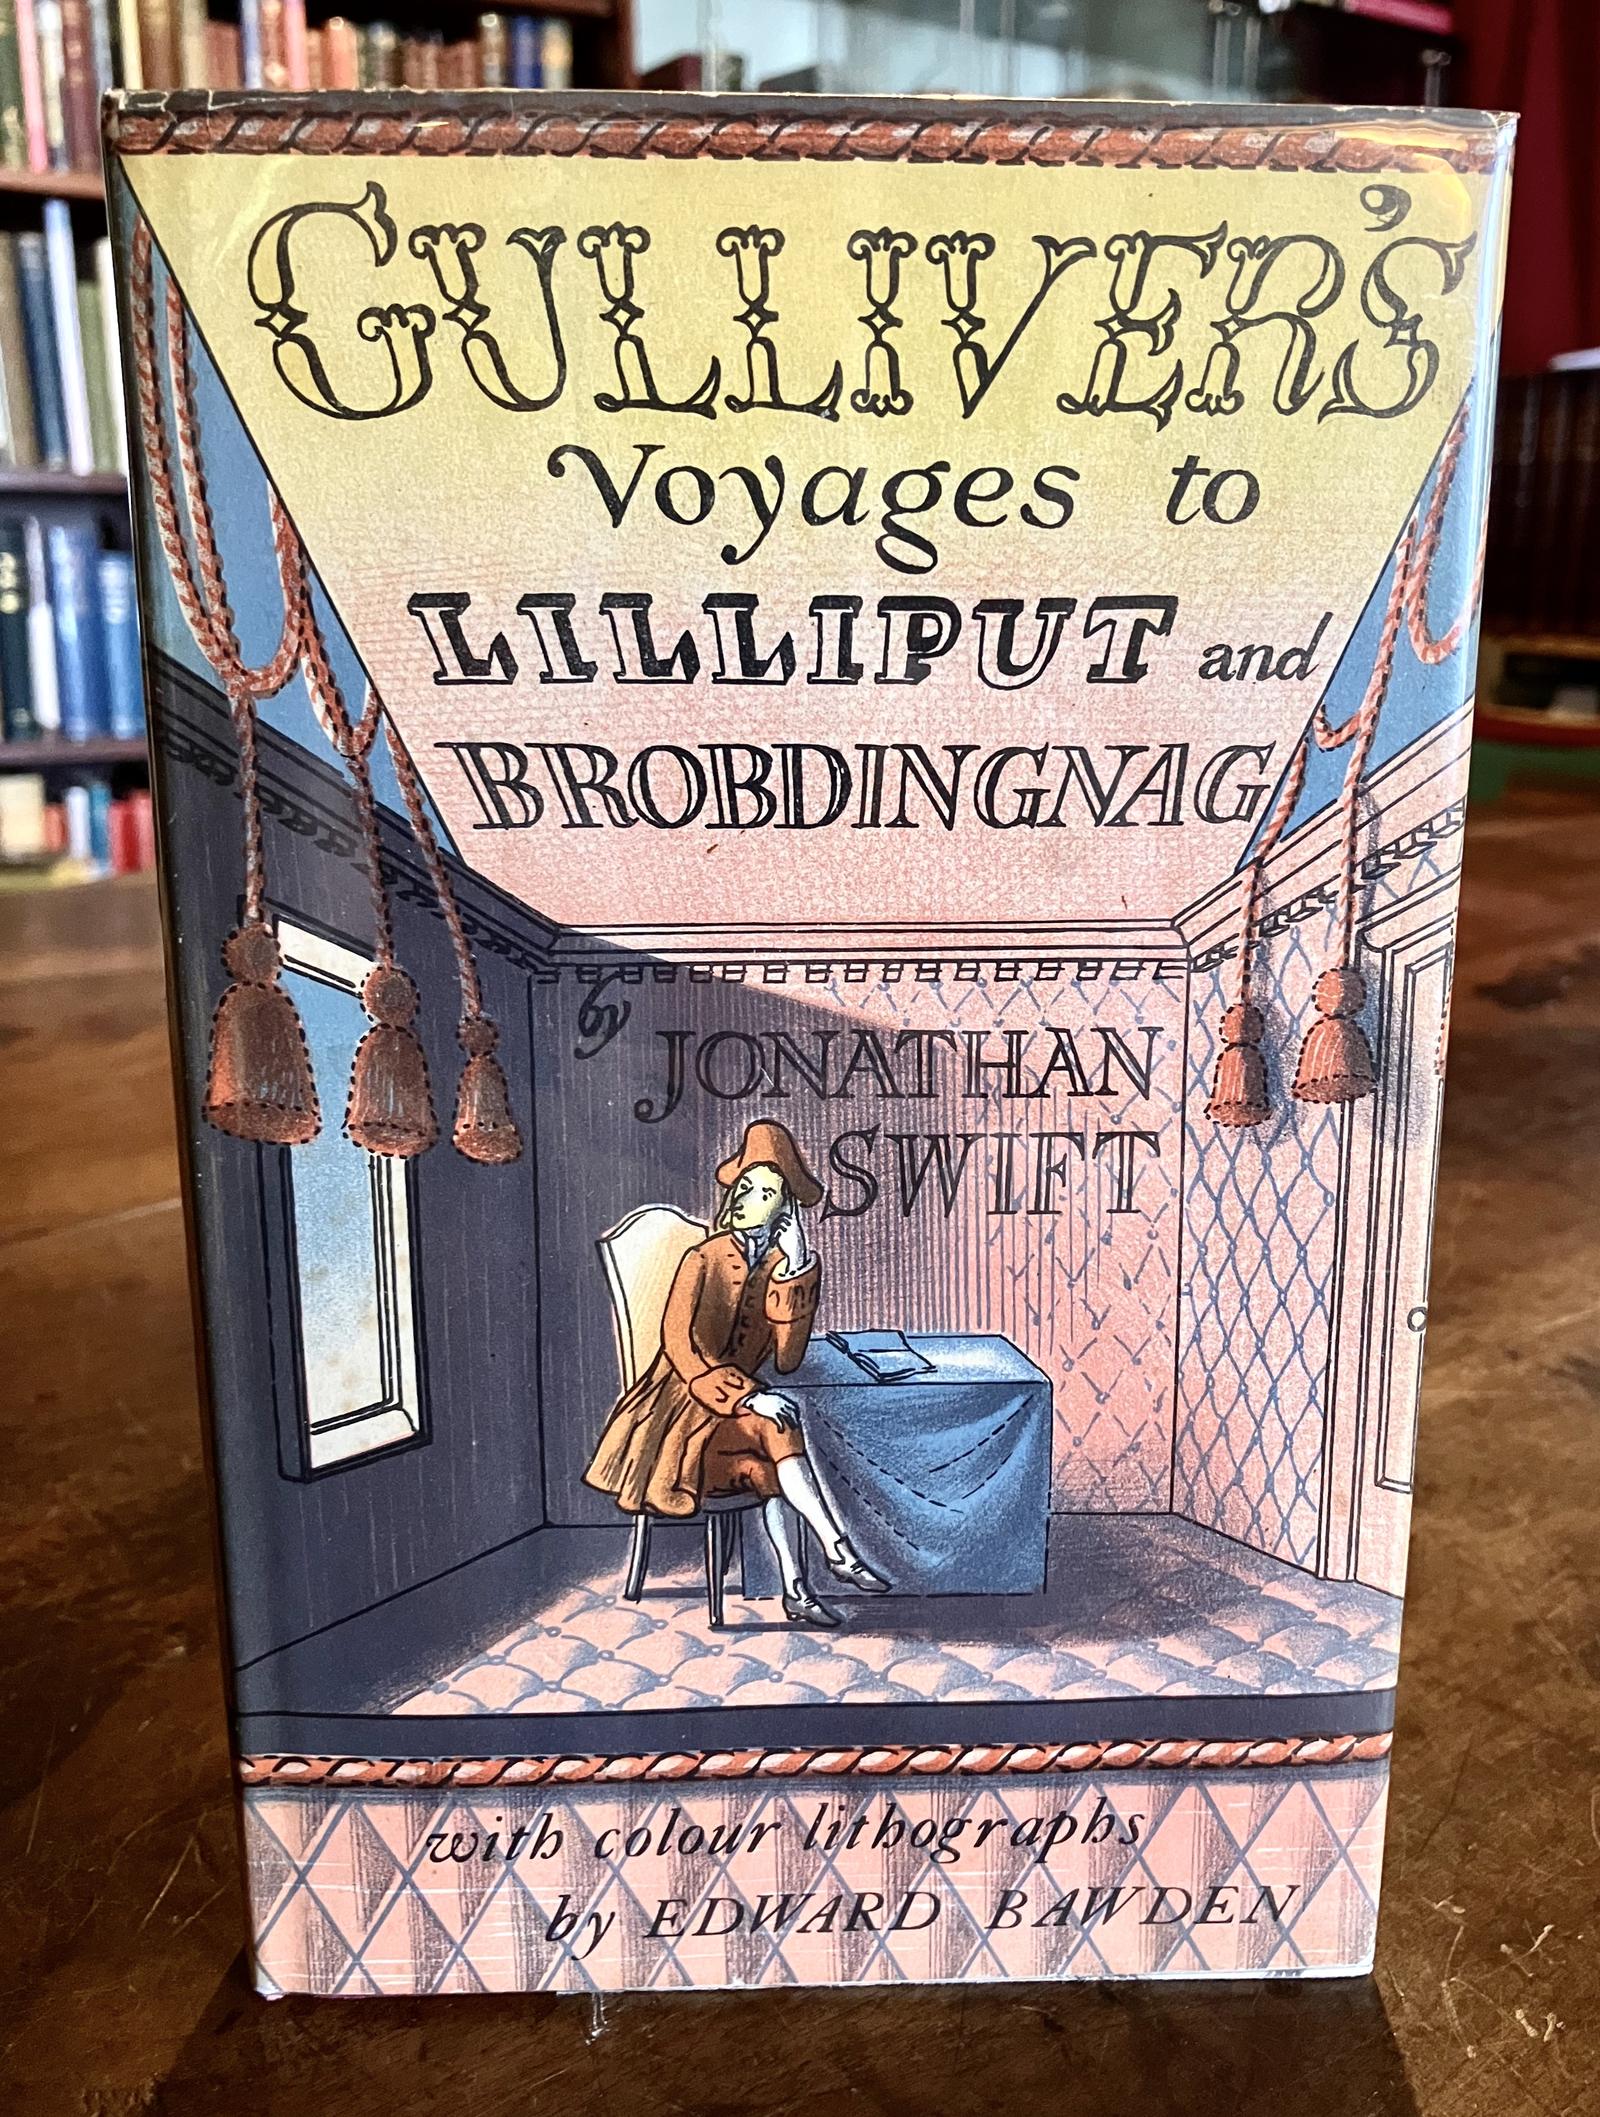 GULLIVER'S
Voyages to
LILLIPUT and
BROBDINGNAG
by JONATHAN
SWIFT
with colour lithographs
by EDWARD BAWDEN